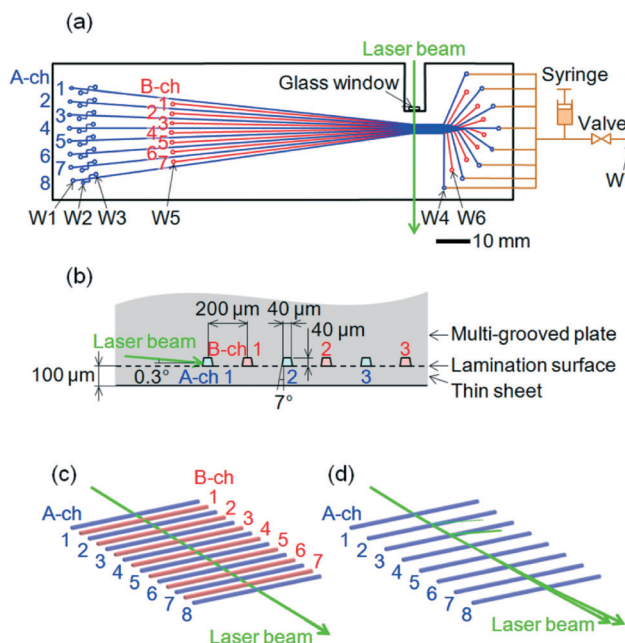 (a)
Laser beam
A-ch
B-ch
Glass window
Syringe
Valve
1
2
3
4
5
6
7
8
1
2
3
4
5
6
7
W1 W2 W3
W5
W4 W6
W
10 mm
(b)
200 µm
40 µm
40 µm
Laser beam
B-ch 1
2
3
Multi-grooved plate
Lamination surface
Thin sheet
100 µm
0.3°
A-ch 1
2
3
7°
(c)
B-ch
1
2
3
4
5
6
7
A-ch
1
2
3
4
5
6
7
8
Laser beam
(d)
A-ch
1
2
3
4
5
6
7
8
Laser beam